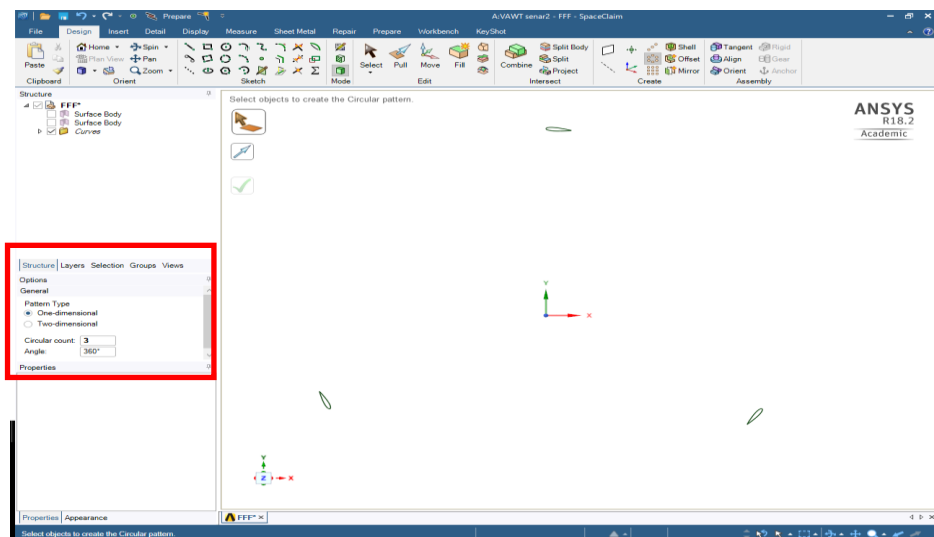 A:VAWT senar2 - FFF - SpaceClaim
Prepare
File Design Insert Detail Display Measure Sheet Metal Repair Prepare Workbench KeyShot
Paste
Home Spin
Plan View Pan
Zoom
Select Pull Move Fill
Combine
Split Body
Split
Project
Shell
Offset
Mirror
Tangent Rigid
Align Gear
Orient Anchor
Clipboard Orient Sketch Mode Edit Intersect Create Assembly
Structure
FFF*
Surface Body
Surface Body
Curves
Select objects to create the Circular pattern.
ANSYS
R18.2
Academic
Structure Layers Selection Groups Views
Options
General
Pattern Type
One-dimensional
Two-dimensional
Circular count: 3
Angle: 360°
Properties
Y
X
Y
Z X
Properties Appearance
FFF* ×
Select objects to create the Circular pattern.